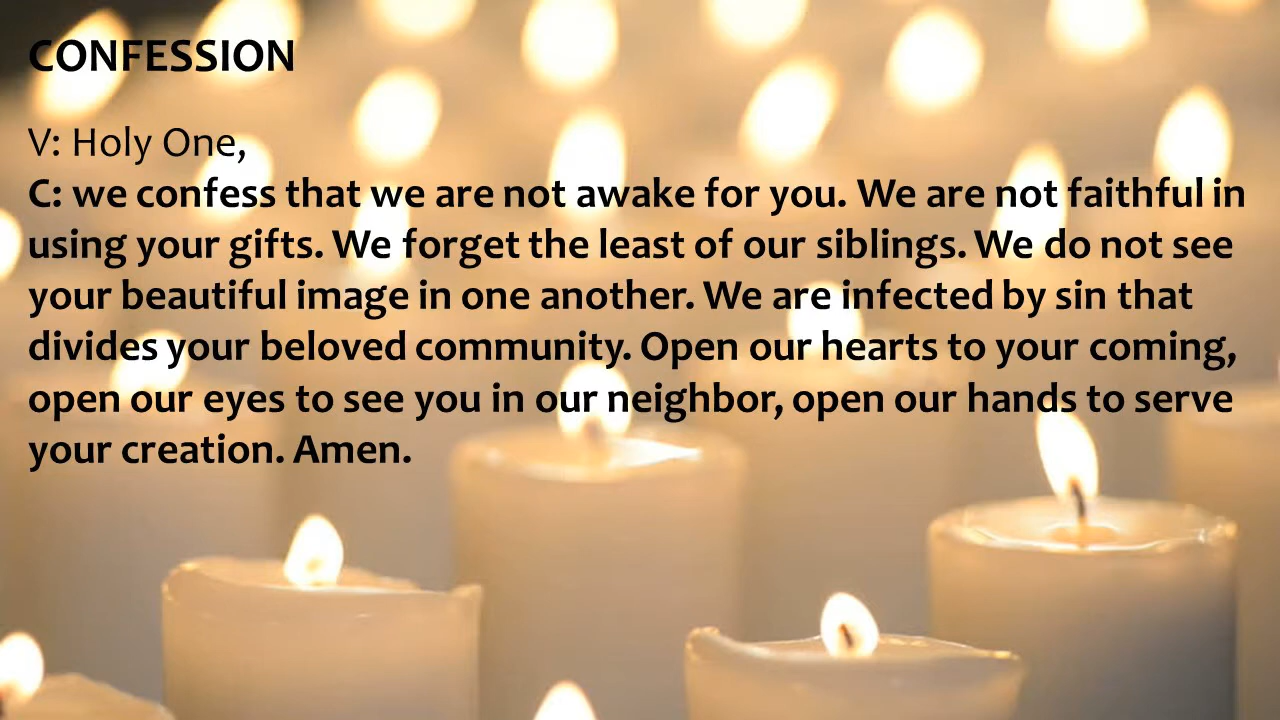 CONFESSION
V: Holy One,
C: we confess that we are not awake for you. We are not faithful in
using your gifts. We forget the least of our siblings. We do not see
your beautiful image in one another. We are infected by sin that
divides your beloved community. Open our hearts to your coming,
open our eyes to see you in our neighbor, open our hands to serve
your creation. Amen.